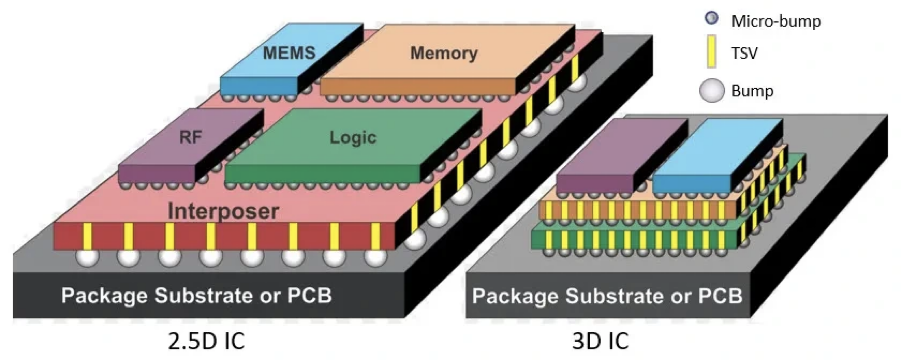 MEMS
Memory
RF
Logic
Interposer
Package Substrate or PCB
2.5D IC
Micro-bump
TSV
Bump
Package Substrate or PCB
3D IC